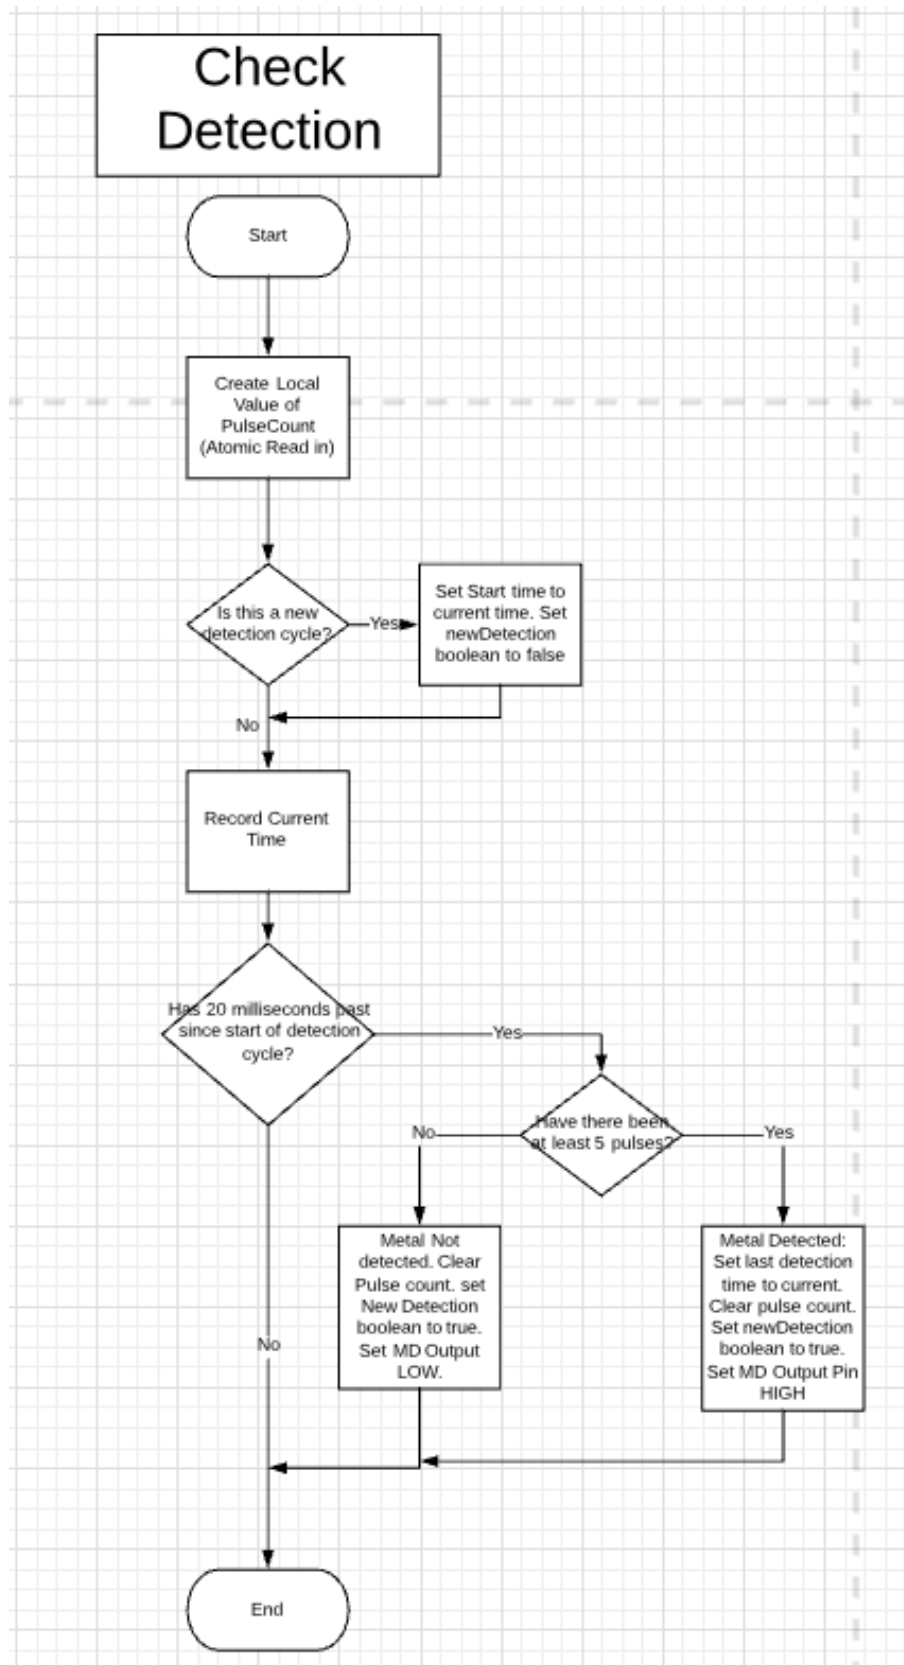 Check
Detection
Start
Create Local
Value of
PulseCount
(Atomic Read in)
Is this a new
detection cycle?
Yes
Set Start time to
current time. Set
newDetection
boolean to false
No
Record Current
Time
Has 20 milliseconds past
since start of detection
cycle?
Yes
Have there been
at least 5 pulses?
No
Yes
Metal Not
detected. Clear
Pulse count. set
New Detection
boolean to true.
Set MD Output
LOW.
Metal Detected:
Set last detection
time to current.
Clear pulse count.
Set newDetection
boolean to true.
Set MD Output Pin
HIGH
No
End